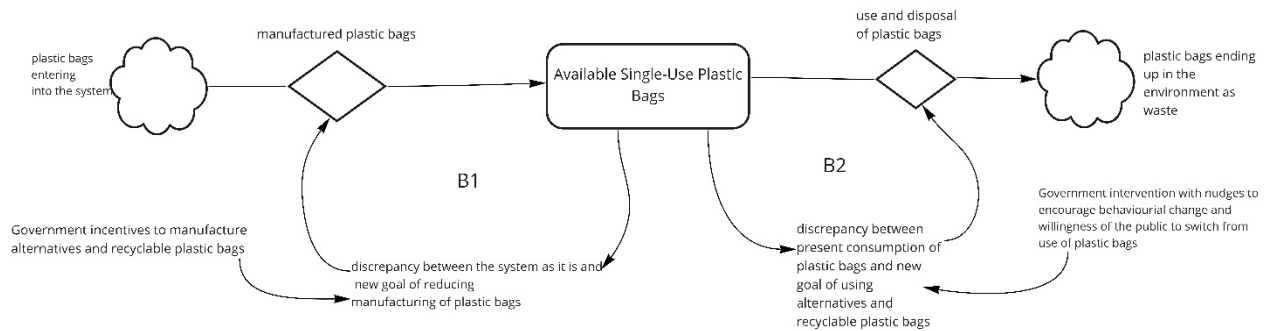 plastic bags
entering
into the system
manufactured plastic bags
Available Single-Use Plastic
Bags
use and disposal
of plastic bags
plastic bags ending
up in the
environment as
waste
B1
B2
Government incentives to manufacture
alternatives and recyclable plastic bags
discrepancy between the system as it is and
new goal of reducing
manufacturing of plastic bags
discrepancy between
present consumption of
plastic bags and new
goal of using
alternatives and
recyclable plastic bags
Government intervention with nudges to
encourage behaviourial change and
willingness of the public to switch from
use of plastic bags